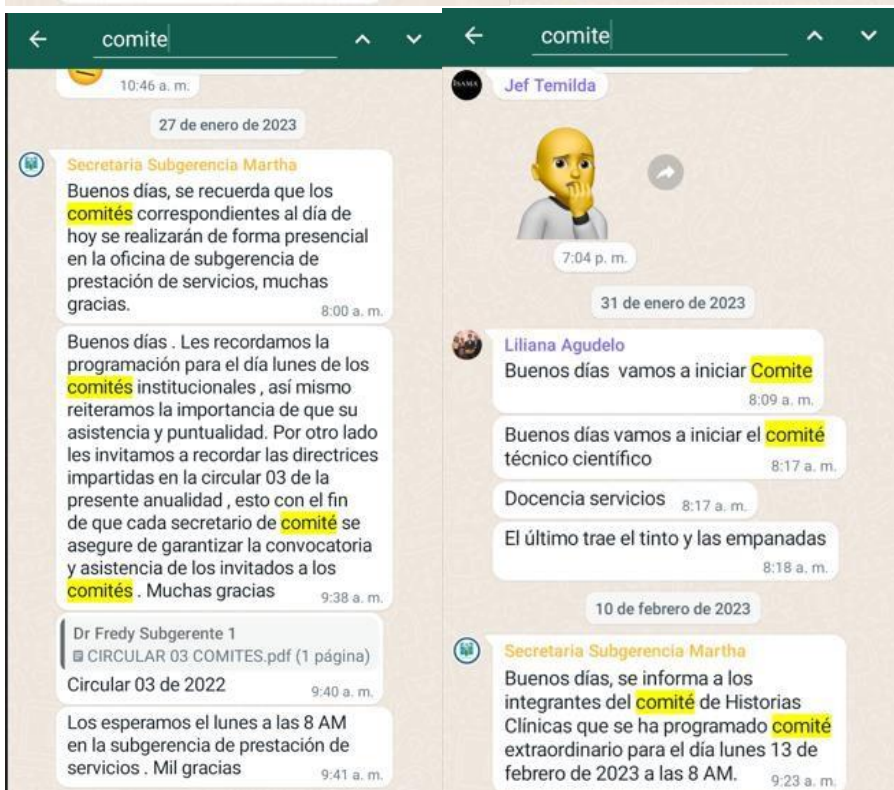 comite
10:46 a. m.
27 de enero de 2023
Secretaria Subgerencia Martha
Buenos días, se recuerda que los
comités correspondientes al día de
hoy se realizarán de forma presencial
en la oficina de subgerencia de
prestación de servicios, muchas
gracias.
8:00 a. m.
Buenos días . Les recordamos la
programación para el día lunes de los
comités institucionales , así mismo
reiteramos la importancia de que su
asistencia y puntualidad. Por otro lado
les invitamos a recordar las directrices
impartidas en la circular 03 de la
presente anualidad , esto con el fin
de que cada secretario de comité se
asegure de garantizar la convocatoria
y asistencia de los invitados a los
comités . Muchas gracias
9:38 a. m.
Dr Fredy Subgerente 1
CIRCULAR 03 COMITES.pdf (1 página)
Circular 03 de 2022
9:40 a. m.
Los esperamos el lunes a las 8 AM
en la subgerencia de prestación de
servicios . Mil gracias
9:41 a. m.
comite
Jef Temilda
7:04 p. m.
31 de enero de 2023
Liliana Agudelo
Buenos días vamos a iniciar Comite
8:09 a. m.
Buenos días vamos a iniciar el comité
técnico científico
8:17 a. m.
Docencia servicios
8:17 a. m.
El último trae el tinto y las empanadas
8:18 a. m.
10 de febrero de 2023
Secretaria Subgerencia Martha
Buenos días, se informa a los
integrantes del comité de Historias
Clínicas que se ha programado comité
extraordinario para el día lunes 13 de
febrero de 2023 a las 8 AM.
9:23 a. m.